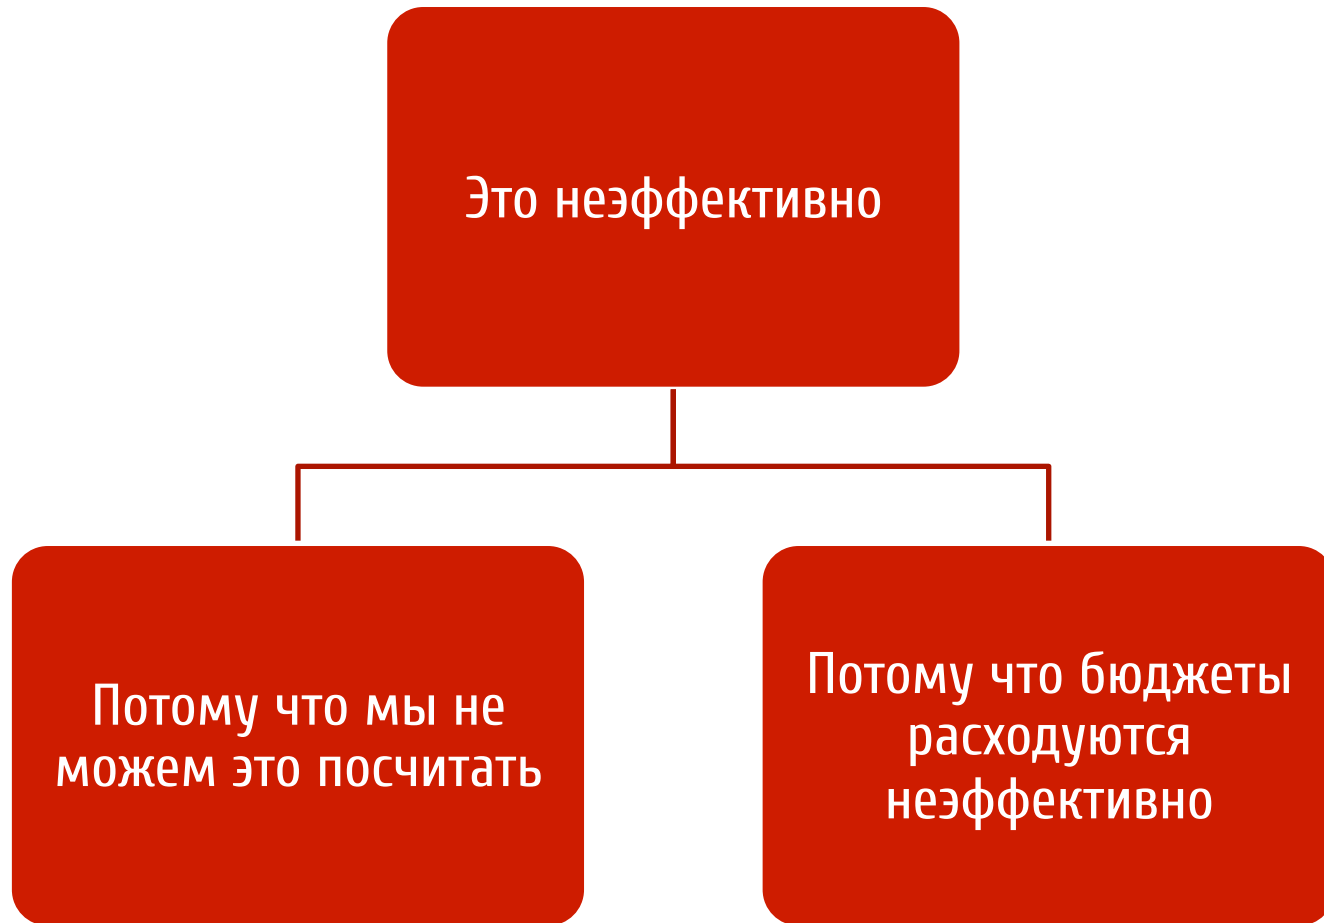 Это неэффективно
Потому что мы не
можем это посчитать
Потому что бюджеты
расходуются
неэффективно